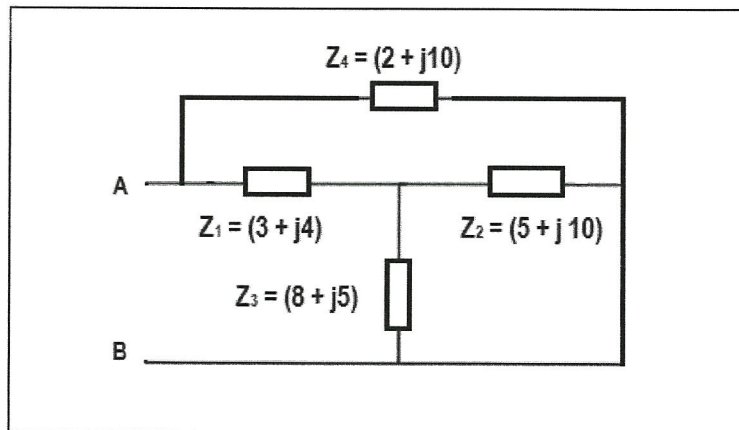 Z₄ = (2 + j10)
A
Z₁ = (3 + j4)
Z₂ = (5 + j 10)
Z₃ = (8 + j5)
B